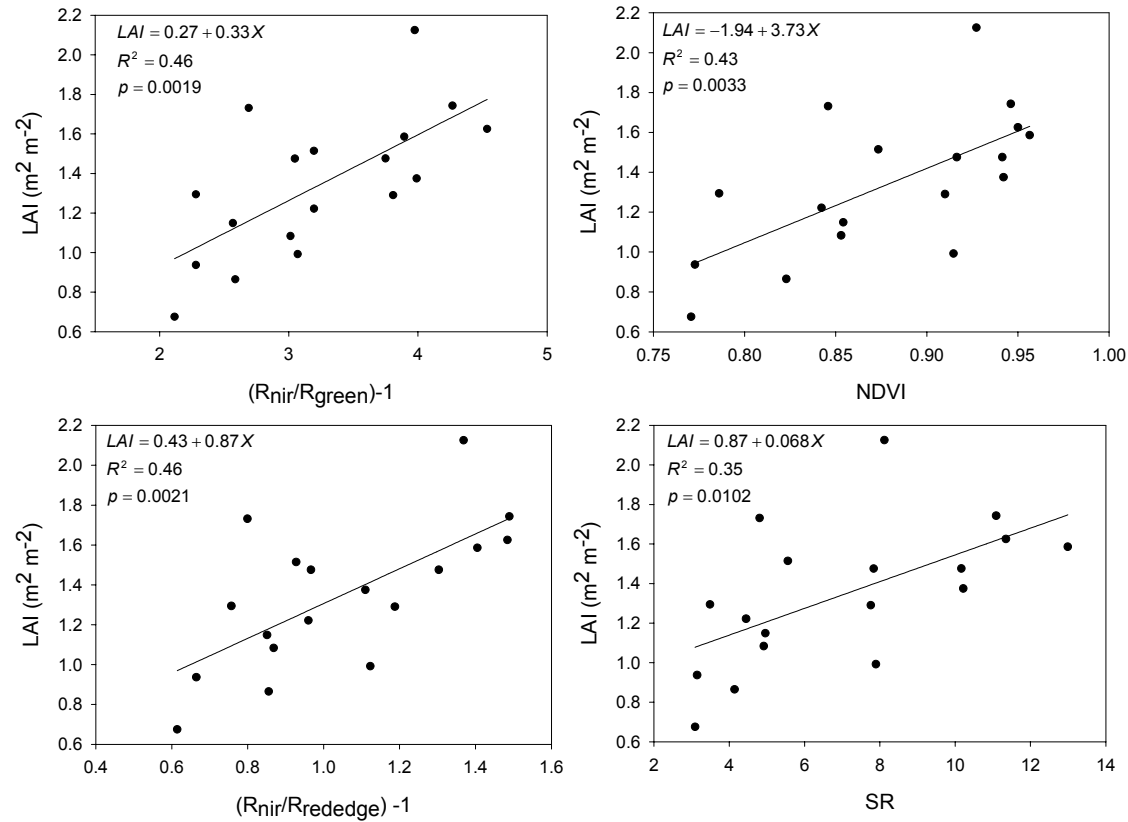 LAI = 0.27 + 0.33X
R² = 0.46
p = 0.0019
2.2
2.0
1.8
1.6
1.4
1.2
1.0
0.8
0.6
LAI (m² m⁻²)
2 3 4 5
(Rnir/Rgreen)-1
LAI = −1.94 + 3.73X
R² = 0.43
p = 0.0033
2.2
2.0
1.8
1.6
1.4
1.2
1.0
0.8
0.6
LAI (m² m⁻²)
0.75 0.80 0.85 0.90 0.95 1.00
NDVI
LAI = 0.43 + 0.87X
R² = 0.46
p = 0.0021
2.2
2.0
1.8
1.6
1.4
1.2
1.0
0.8
0.6
LAI (m² m⁻²)
0.4 0.6 0.8 1.0 1.2 1.4 1.6
(Rnir/Rrededge) -1
LAI = 0.87 + 0.068X
R² = 0.35
p = 0.0102
2.2
2.0
1.8
1.6
1.4
1.2
1.0
0.8
0.6
LAI (m² m⁻²)
2 4 6 8 10 12 14
SR